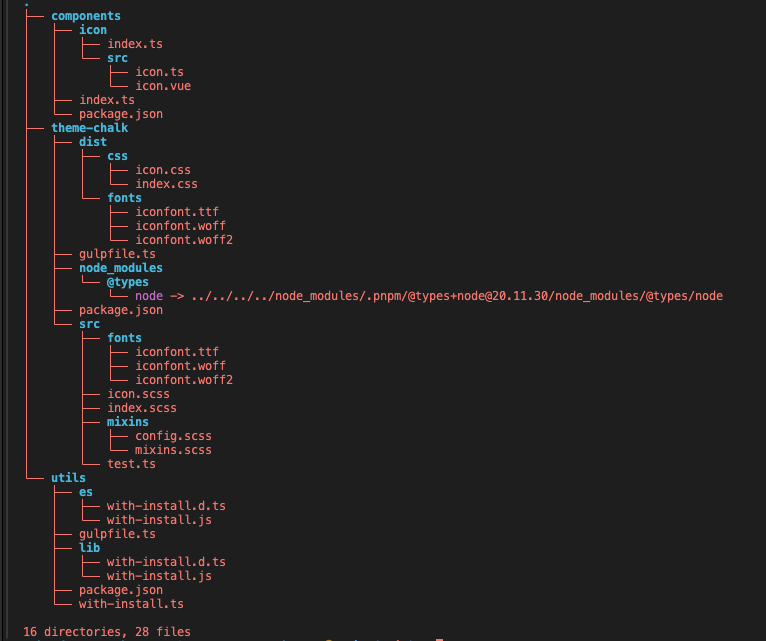 .
├── components
│   ├── icon
│   │   ├── index.ts
│   │   └── src
│   │       ├── icon.ts
│   │       └── icon.vue
│   ├── index.ts
│   └── package.json
├── theme-chalk
│   ├── dist
│   │   ├── css
│   │   │   ├── icon.css
│   │   │   └── index.css
│   │   └── fonts
│   │       ├── iconfont.ttf
│   │       ├── iconfont.woff
│   │       └── iconfont.woff2
│   ├── gulpfile.ts
│   ├── node_modules
│   │   └── @types
│   │       └── node -> ../../../../node_modules/.pnpm/@types+node@20.11.30/node_modules/@types/node
│   ├── package.json
│   └── src
│       ├── fonts
│       │   ├── iconfont.ttf
│       │   ├── iconfont.woff
│       │   └── iconfont.woff2
│       ├── icon.scss
│       ├── index.scss
│       ├── mixins
│       │   ├── config.scss
│       │   └── mixins.scss
│       └── test.ts
└── utils
    ├── es
    │   ├── with-install.d.ts
    │   └── with-install.js
    ├── gulpfile.ts
    ├── lib
    │   ├── with-install.d.ts
    │   └── with-install.js
    ├── package.json
    └── with-install.ts
16 directories, 28 files